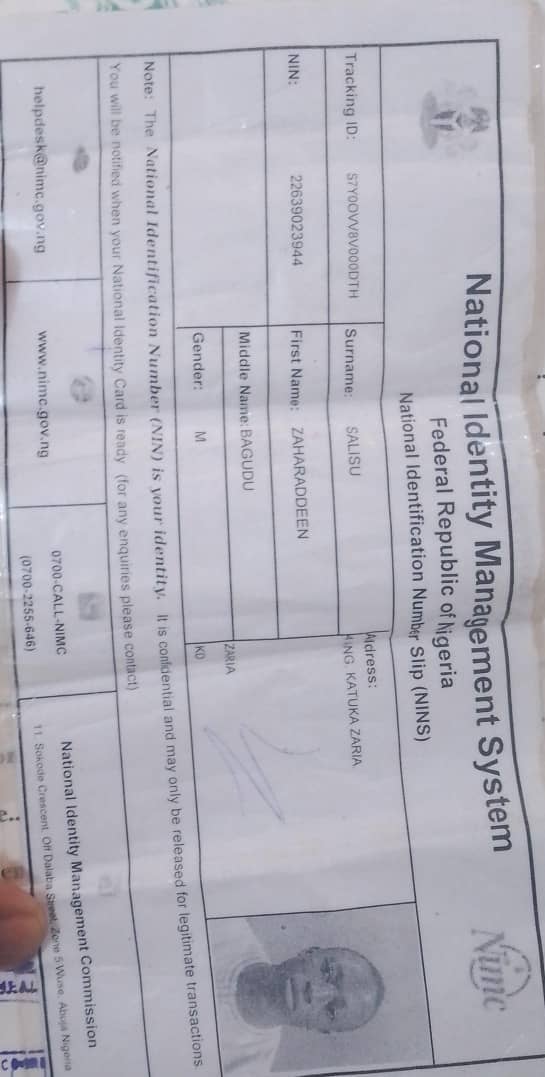 National Identity Management System
Federal Republic of Nigeria
National Identification Number Slip (NINS)
Nimc
Tracking ID: S7Y0OVV8V000DTH
Surname: SALISU
Adress:
NIN: 22639023944
First Name: ZAHARADDEEN
KATUKA ZARIA
Middle Name: BAGUDU
ZARIA
Gender: M
KD
Note: The National Identification Number (NIN) is your identity. It is confidential and may only be released for legitimate transactions
You will be notified when your National Identity Card is ready (for any enquiries please contact)
helpdesk@nimc.gov.ng
www.nimc.gov.ng
0700-CALL-NIMC
(0700-2255-646)
National Identity Management Commission
11, Sokode Crescent, Off Dalaba Street, Zone 5 Wuse, Abuja Nigeria